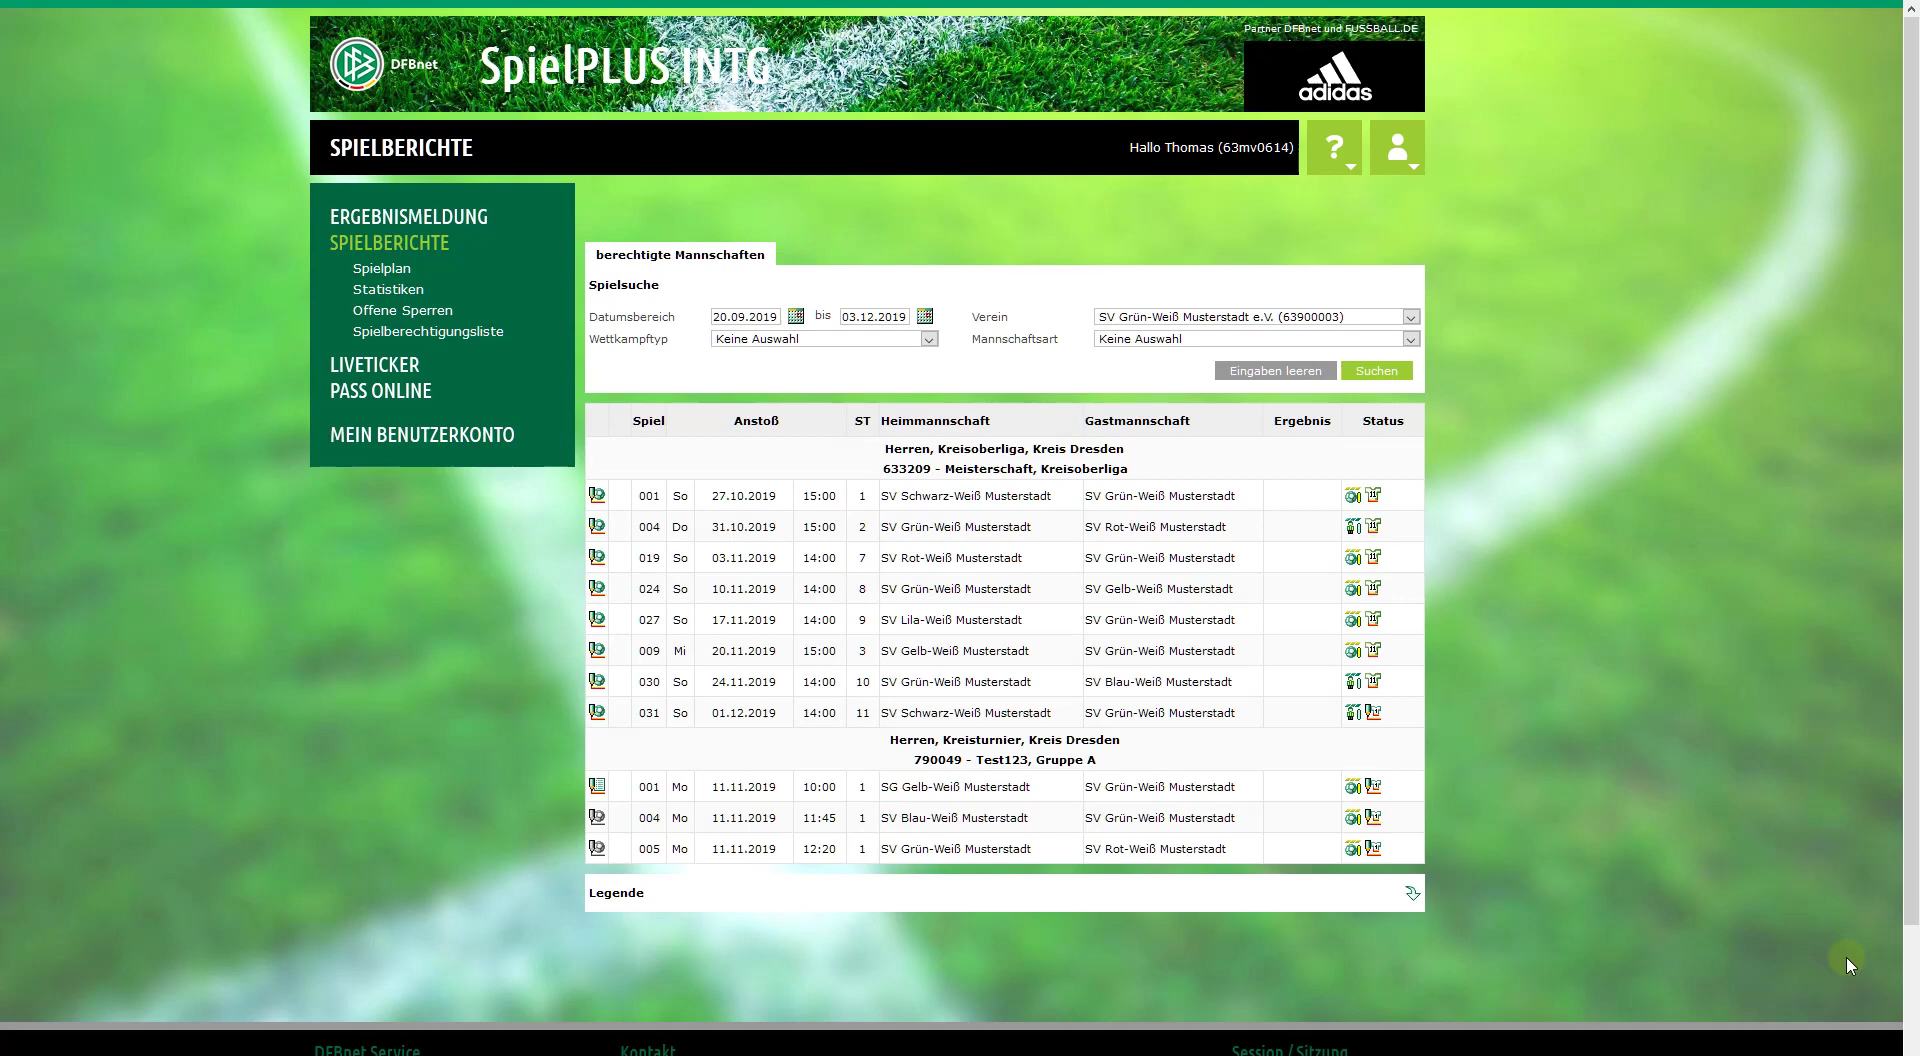 Partner DFBnet und FUSSBALL.DE
DFBnet
SpielPLUS INTG
adidas
SPIELBERICHTE
Hallo Thomas (63mv0614)
?
ERGEBNISMELDUNG
SPIELBERICHTE
Spielplan
Statistiken
Offene Sperren
Spielberechtigungsliste
LIVETICKER
PASS ONLINE
MEIN BENUTZERKONTO
berechtigte Mannschaften
Spielsuche
Datumsbereich 20.09.2019 bis 03.12.2019 Verein SV Grün-Weiß Musterstadt e.V. (63900003)
Wettkampftyp Keine Auswahl Mannschaftsart Keine Auswahl
Eingaben leeren Suchen
Spiel Anstoß ST Heimmannschaft Gastmannschaft Ergebnis Status
Herren, Kreisoberliga, Kreis Dresden
633209 - Meisterschaft, Kreisoberliga
001 So 27.10.2019 15:00 1 SV Schwarz-Weiß Musterstadt SV Grün-Weiß Musterstadt
004 Do 31.10.2019 15:00 2 SV Grün-Weiß Musterstadt SV Rot-Weiß Musterstadt
019 So 03.11.2019 14:00 7 SV Rot-Weiß Musterstadt SV Grün-Weiß Musterstadt
024 So 10.11.2019 14:00 8 SV Grün-Weiß Musterstadt SV Gelb-Weiß Musterstadt
027 So 17.11.2019 14:00 9 SV Lila-Weiß Musterstadt SV Grün-Weiß Musterstadt
009 Mi 20.11.2019 15:00 3 SV Gelb-Weiß Musterstadt SV Grün-Weiß Musterstadt
030 So 24.11.2019 14:00 10 SV Grün-Weiß Musterstadt SV Blau-Weiß Musterstadt
031 So 01.12.2019 14:00 11 SV Schwarz-Weiß Musterstadt SV Grün-Weiß Musterstadt
Herren, Kreisturnier, Kreis Dresden
790049 - Test123, Gruppe A
001 Mo 11.11.2019 10:00 1 SG Gelb-Weiß Musterstadt SV Grün-Weiß Musterstadt
004 Mo 11.11.2019 11:45 1 SV Blau-Weiß Musterstadt SV Grün-Weiß Musterstadt
005 Mo 11.11.2019 12:20 1 SV Grün-Weiß Musterstadt SV Rot-Weiß Musterstadt
Legende
DFBnet Service Kontakt Session / Sitzung